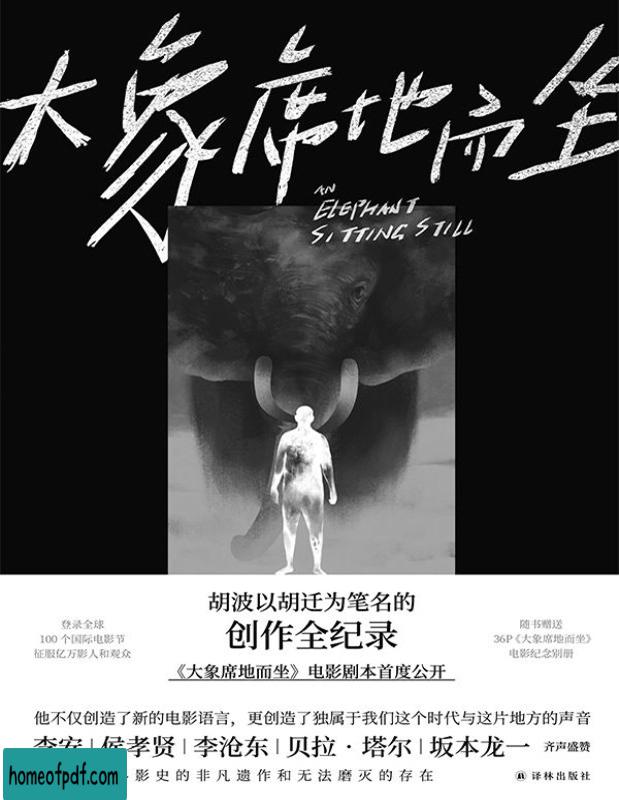 大象席地而坐
AN
ELEPHANT
SITTING STILL
胡波以胡迁为笔名的
创作全纪录
《大象席地而坐》电影剧本首度公开
登录全球
100个国际电影节
征服亿万影人和观众
随书赠送
36P《大象席地而坐》
电影纪念别册
他不仅创造了新的电影语言，更创造了独属于我们这个时代与这片地方的声音
李安|侯孝贤|李沧东|贝拉·塔尔|坂本龙一 齐声盛赞
影史的非凡遗作和无法磨灭的存在
译林出版社
homeofpdf.com